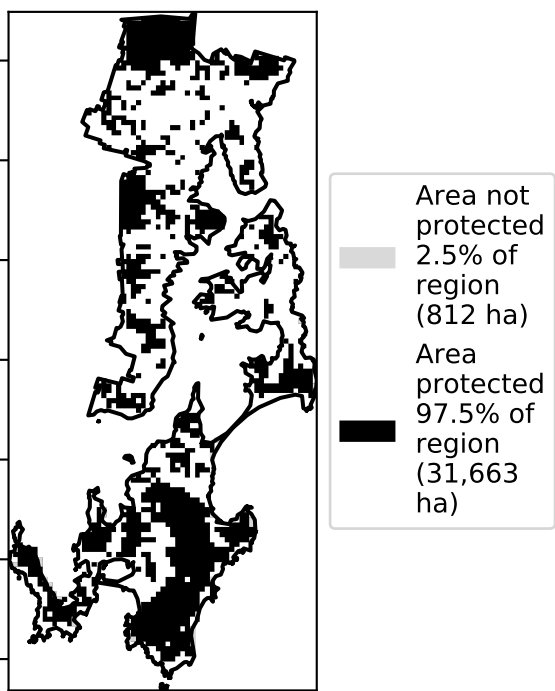 Area not
protected
2.5% of
region
(812 ha)
Area
protected
97.5% of
region
(31,663
ha)